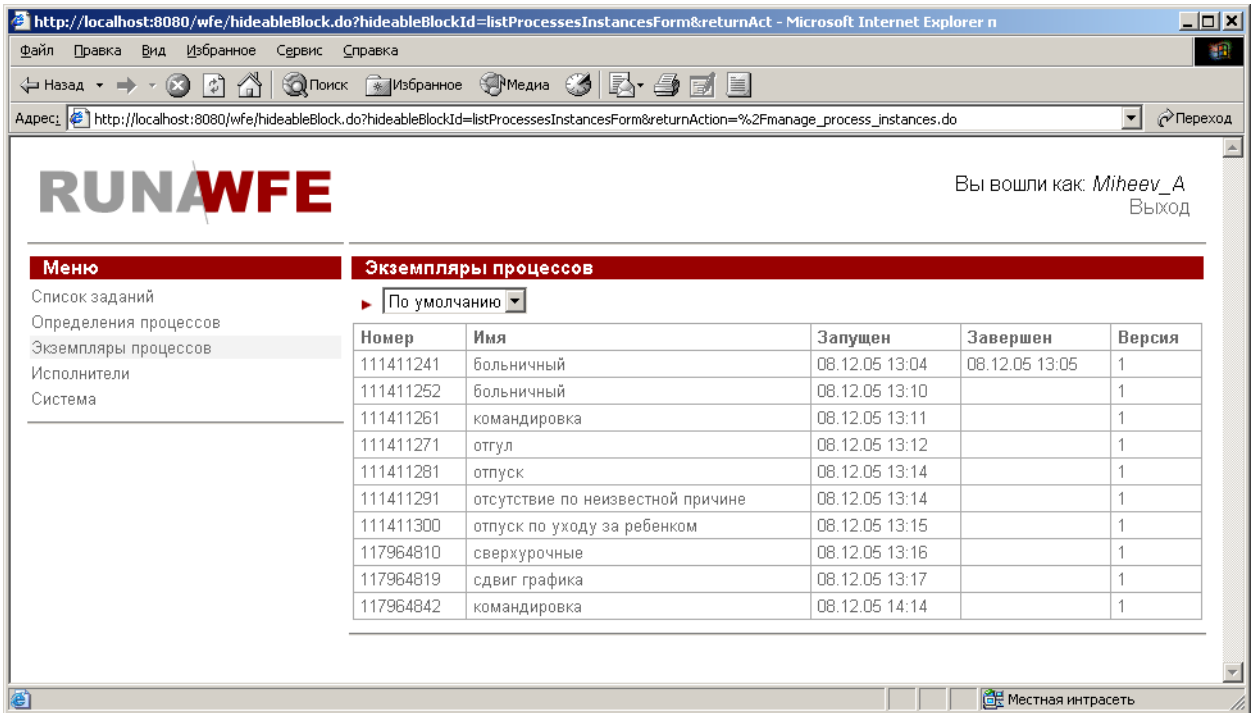 http://localhost:8080/wfe/hideableBlock.do?hideableBlockId=listProcessesInstancesForm&returnAct - Microsoft Internet Explorer п
Файл Правка Вид Избранное Сервис Справка
Назад Поиск Избранное Медиа
Адрес: http://localhost:8080/wfe/hideableBlock.do?hideableBlockId=listProcessesInstancesForm&returnAction=%2Fmanage_process_instances.do Переход
RUNAWFE
Вы вошли как: Miheev_A
Выход
Меню
Список заданий
Определения процессов
Экземпляры процессов
Исполнители
Система
Экземпляры процессов
По умолчанию
Номер Имя Запущен Завершен Версия
111411241 больничный 08.12.05 13:04 08.12.05 13:05 1
111411252 больничный 08.12.05 13:10 1
111411261 командировка 08.12.05 13:11 1
111411271 отгул 08.12.05 13:12 1
111411281 отпуск 08.12.05 13:14 1
111411291 отсутствие по неизвестной причине 08.12.05 13:14 1
111411300 отпуск по уходу за ребенком 08.12.05 13:15 1
117964810 сверхурочные 08.12.05 13:16 1
117964819 сдвиг графика 08.12.05 13:17 1
117964842 командировка 08.12.05 14:14 1
Местная интрасеть